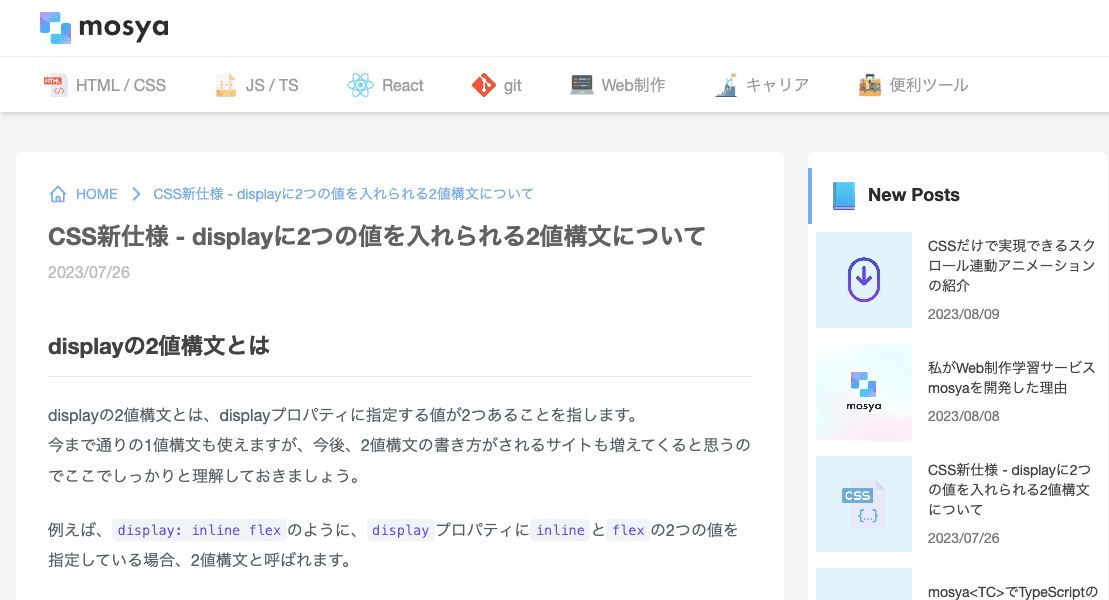 mosya
HTML / CSS
JS / TS
React
git
Web制作
キャリア
便利ツール
HOME
CSS新仕様 - displayに2つの値を入れられる2値構文について
CSS新仕様 - displayに2つの値を入れられる2値構文について
2023/07/26
displayの2値構文とは
displayの2値構文とは、displayプロパティに指定する値が2つあることを指します。
今まで通りの1値構文も使えますが、今後、2値構文の書き方がされるサイトも増えてくると思うの
でここでしっかりと理解しておきましょう。
例えば、display: inline flexのように、displayプロパティにinlineとflexの2つの値を
指定している場合、2値構文と呼ばれます。
New Posts
CSSだけで実現できるスク
ロール連動アニメーション
の紹介
2023/08/09
mosya
私がWeb制作学習サービス
mosyaを開発した理由
2023/08/08
CSS
{...}
CSS新仕様 - displayに2つ
の値を入れられる2値構文
について
2023/07/26
mosya<TC>でTypeScriptの